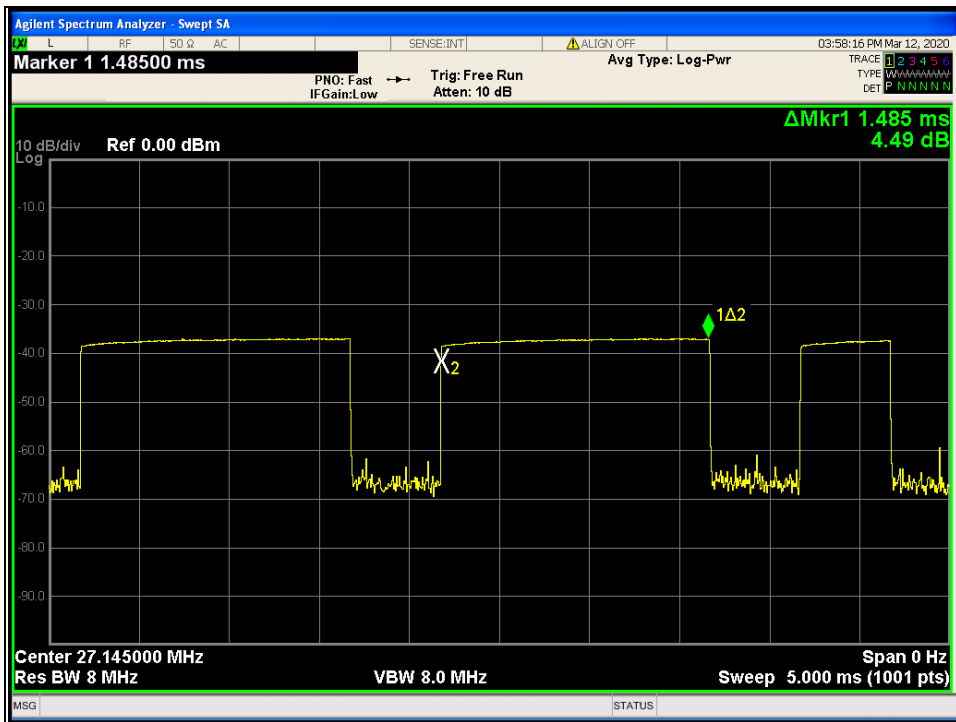 Agilent Spectrum Analyzer - Swept SA
LXI L RF 50 Ω AC SENSE:INT ALIGN OFF 03:58:16 PM Mar 12, 2020
Marker 1 1.48500 ms
Avg Type: Log-Pwr
TRACE 1 2 3 4 5 6
PNO: Fast Trig: Free Run
TYPE WWWWWW
IFGain:Low Atten: 10 dB
DET P N N N N N
ΔMkr1 1.485 ms
4.49 dB
10 dB/div Ref 0.00 dBm
Log
-10.0
-20.0
-30.0
1Δ2
-40.0
X2
-50.0
-60.0
-70.0
-80.0
-90.0
Center 27.145000 MHz Span 0 Hz
Res BW 8 MHz VBW 8.0 MHz Sweep 5.000 ms (1001 pts)
MSG STATUS